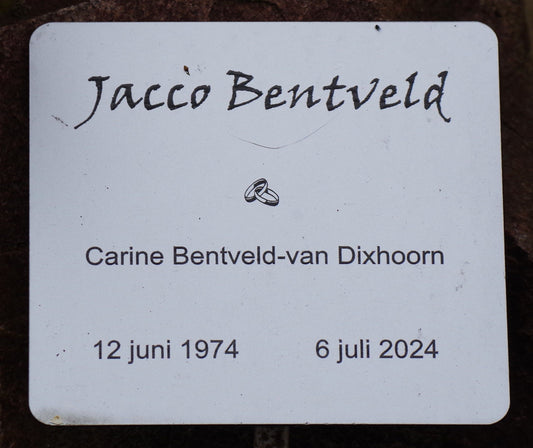 Jacco Bentveld
Carine Bentveld-van Dixhoorn
12 juni 1974 6 juli 2024